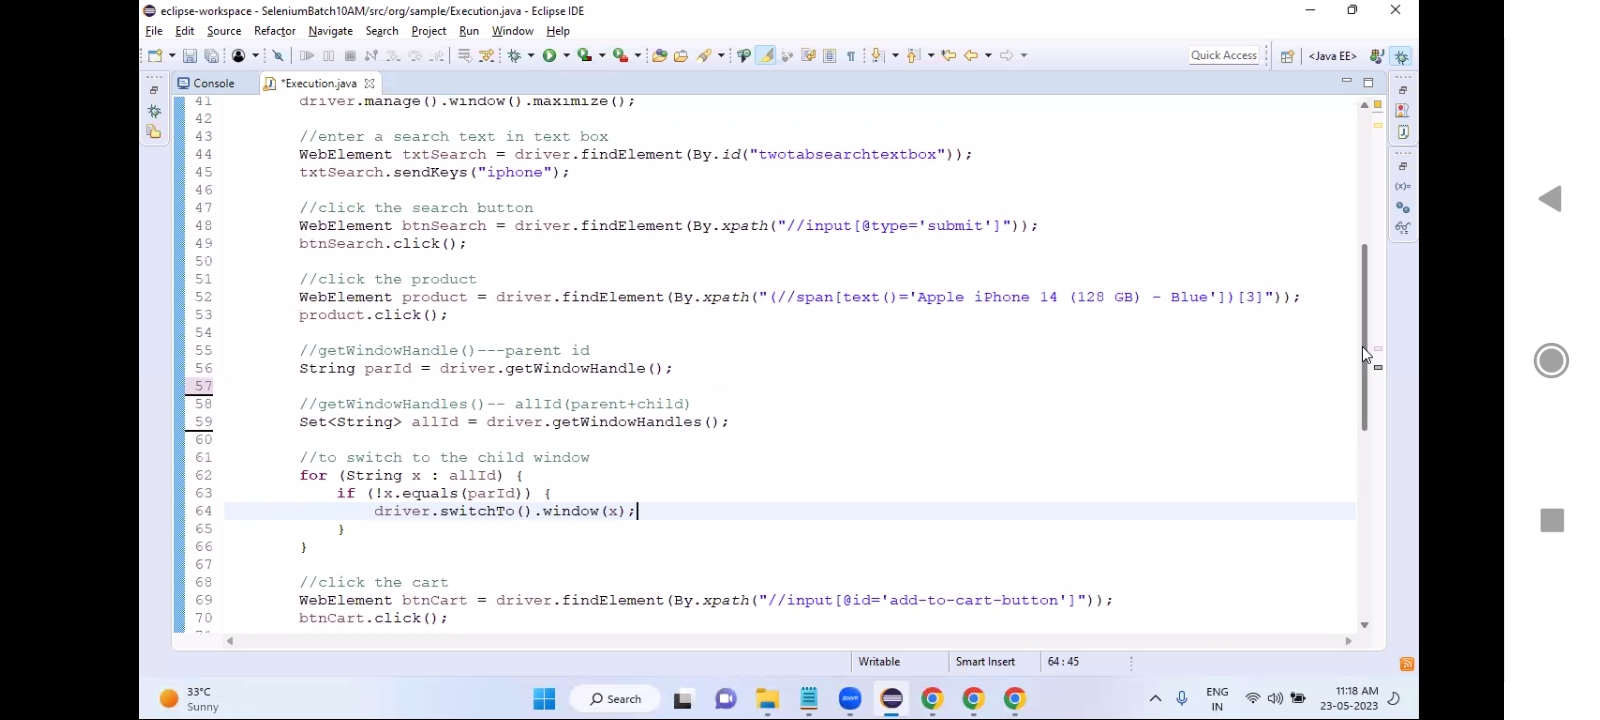 eclipse-workspace - SeleniumBatch10AM/src/org/sample/Execution.java - Eclipse IDE
File Edit Source Refactor Navigate Search Project Run Window Help
Quick Access <Java EE>
Console *Execution.java
41 driver.manage().window().maximize();
42
43 //enter a search text in text box
44 WebElement txtSearch = driver.findElement(By.id("twotabsearchtextbox"));
45 txtSearch.sendKeys("iphone");
46
47 //click the search button
48 WebElement btnSearch = driver.findElement(By.xpath("//input[@type='submit']"));
49 btnSearch.click();
50
51 //click the product
52 WebElement product = driver.findElement(By.xpath("(//span[text()='Apple iPhone 14 (128 GB) - Blue'])[3]"));
53 product.click();
54
55 //getWindowHandle()---parent id
56 String parId = driver.getWindowHandle();
57
58 //getWindowHandles()-- allId(parent+child)
59 Set<String> allId = driver.getWindowHandles();
60
61 //to switch to the child window
62 for (String x : allId) {
63 if (!x.equals(parId)) {
64 driver.switchTo().window(x);
65 }
66 }
67
68 //click the cart
69 WebElement btnCart = driver.findElement(By.xpath("//input[@id='add-to-cart-button']"));
70 btnCart.click();
Writable Smart Insert 64 : 45
33°C
Sunny
Search
zoom
ENG
IN
11:18 AM
23-05-2023